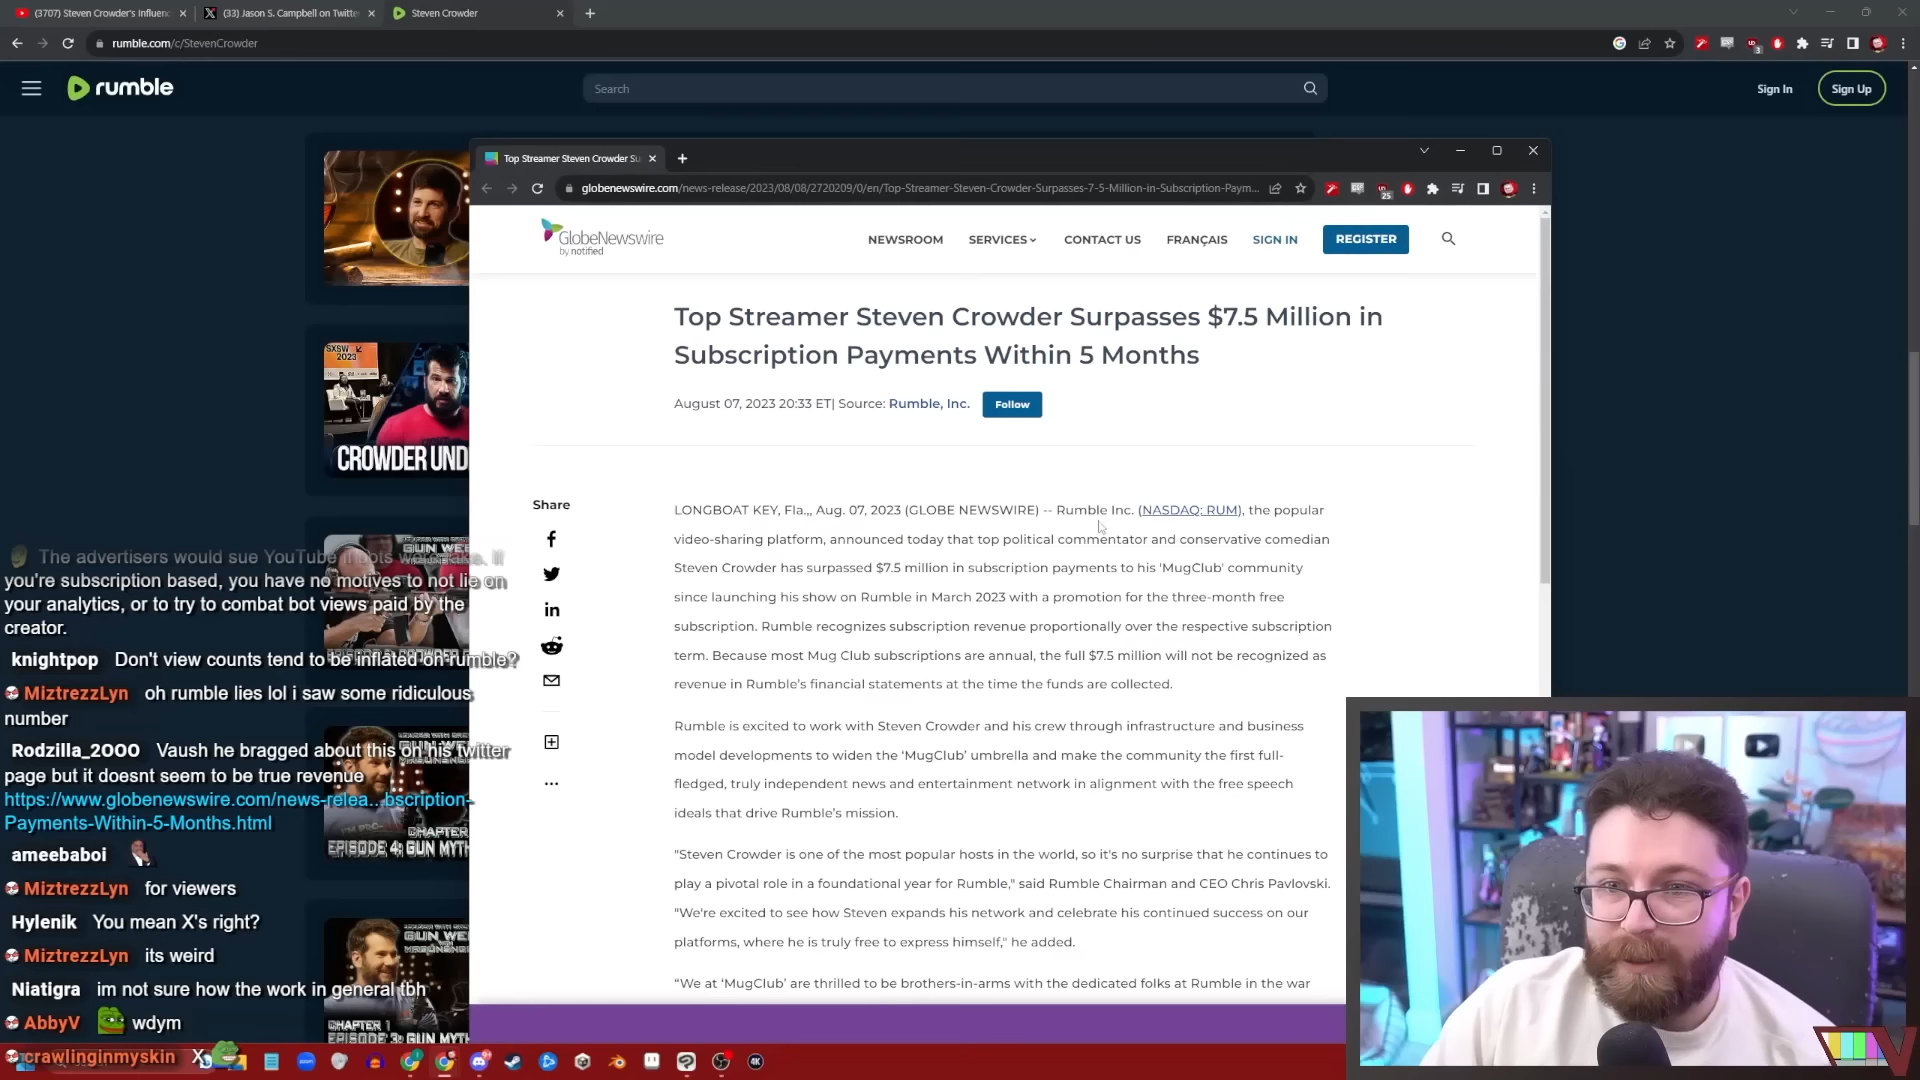 (3707) Steven Crowder's Influenc
(33) Jason S. Campbell on Twitte
Steven Crowder
rumble.com/c/StevenCrowder
rumble
Search
Sign In
Sign Up
Top Streamer Steven Crowder Su
globenewswire.com/news-release/2023/08/08/2720209/0/en/Top-Streamer-Steven-Crowder-Surpasses-7-5-Million-in-Subscription-Paym...
25
GlobeNewswire
by notified
NEWSROOM
SERVICES
CONTACT US
FRANÇAIS
SIGN IN
REGISTER
Top Streamer Steven Crowder Surpasses $7.5 Million in
Subscription Payments Within 5 Months
August 07, 2023 20:33 ET| Source: Rumble, Inc.
Follow
Share
LONGBOAT KEY, Fla.,, Aug. 07, 2023 (GLOBE NEWSWIRE) -- Rumble Inc. (NASDAQ: RUM), the popular
video-sharing platform, announced today that top political commentator and conservative comedian
Steven Crowder has surpassed $7.5 million in subscription payments to his 'MugClub' community
since launching his show on Rumble in March 2023 with a promotion for the three-month free
subscription. Rumble recognizes subscription revenue proportionally over the respective subscription
term. Because most Mug Club subscriptions are annual, the full $7.5 million will not be recognized as
revenue in Rumble's financial statements at the time the funds are collected.
Rumble is excited to work with Steven Crowder and his crew through infrastructure and business
model developments to widen the 'MugClub' umbrella and make the community the first full-
fledged, truly independent news and entertainment network in alignment with the free speech
ideals that drive Rumble's mission.
"Steven Crowder is one of the most popular hosts in the world, so it's no surprise that he continues to
play a pivotal role in a foundational year for Rumble," said Rumble Chairman and CEO Chris Pavlovski.
"We're excited to see how Steven expands his network and celebrate his continued success on our
platforms, where he is truly free to express himself," he added.
“We at 'MugClub' are thrilled to be brothers-in-arms with the dedicated folks at Rumble in the war
SXSW
2023
CROWDER UND
The advertisers would sue YouTube if bots were fake. If
you're subscription based, you have no motives to not lie on
your analytics, or to try to combat bot views paid by the
creator.
knightpop Don't view counts tend to be inflated on rumble?
MiztrezzLyn oh rumble lies lol i saw some ridiculous
number
Rodzilla_2OOO Vaush he bragged about this on his twitter
page but it doesnt seem to be true revenue
https://www.globenewswire.com/news-relea...bscription-
Payments-Within-5-Months.html
ameebaboi
MiztrezzLyn for viewers
Hylenik You mean X's right?
MiztrezzLyn its weird
Niatigra im not sure how the work in general tbh
AbbyV wdym
crawlinginmyskin X
EPISODE 4: GUN MYTH
GUN WE
CHAPTER 1
EPISODE 3:
4K